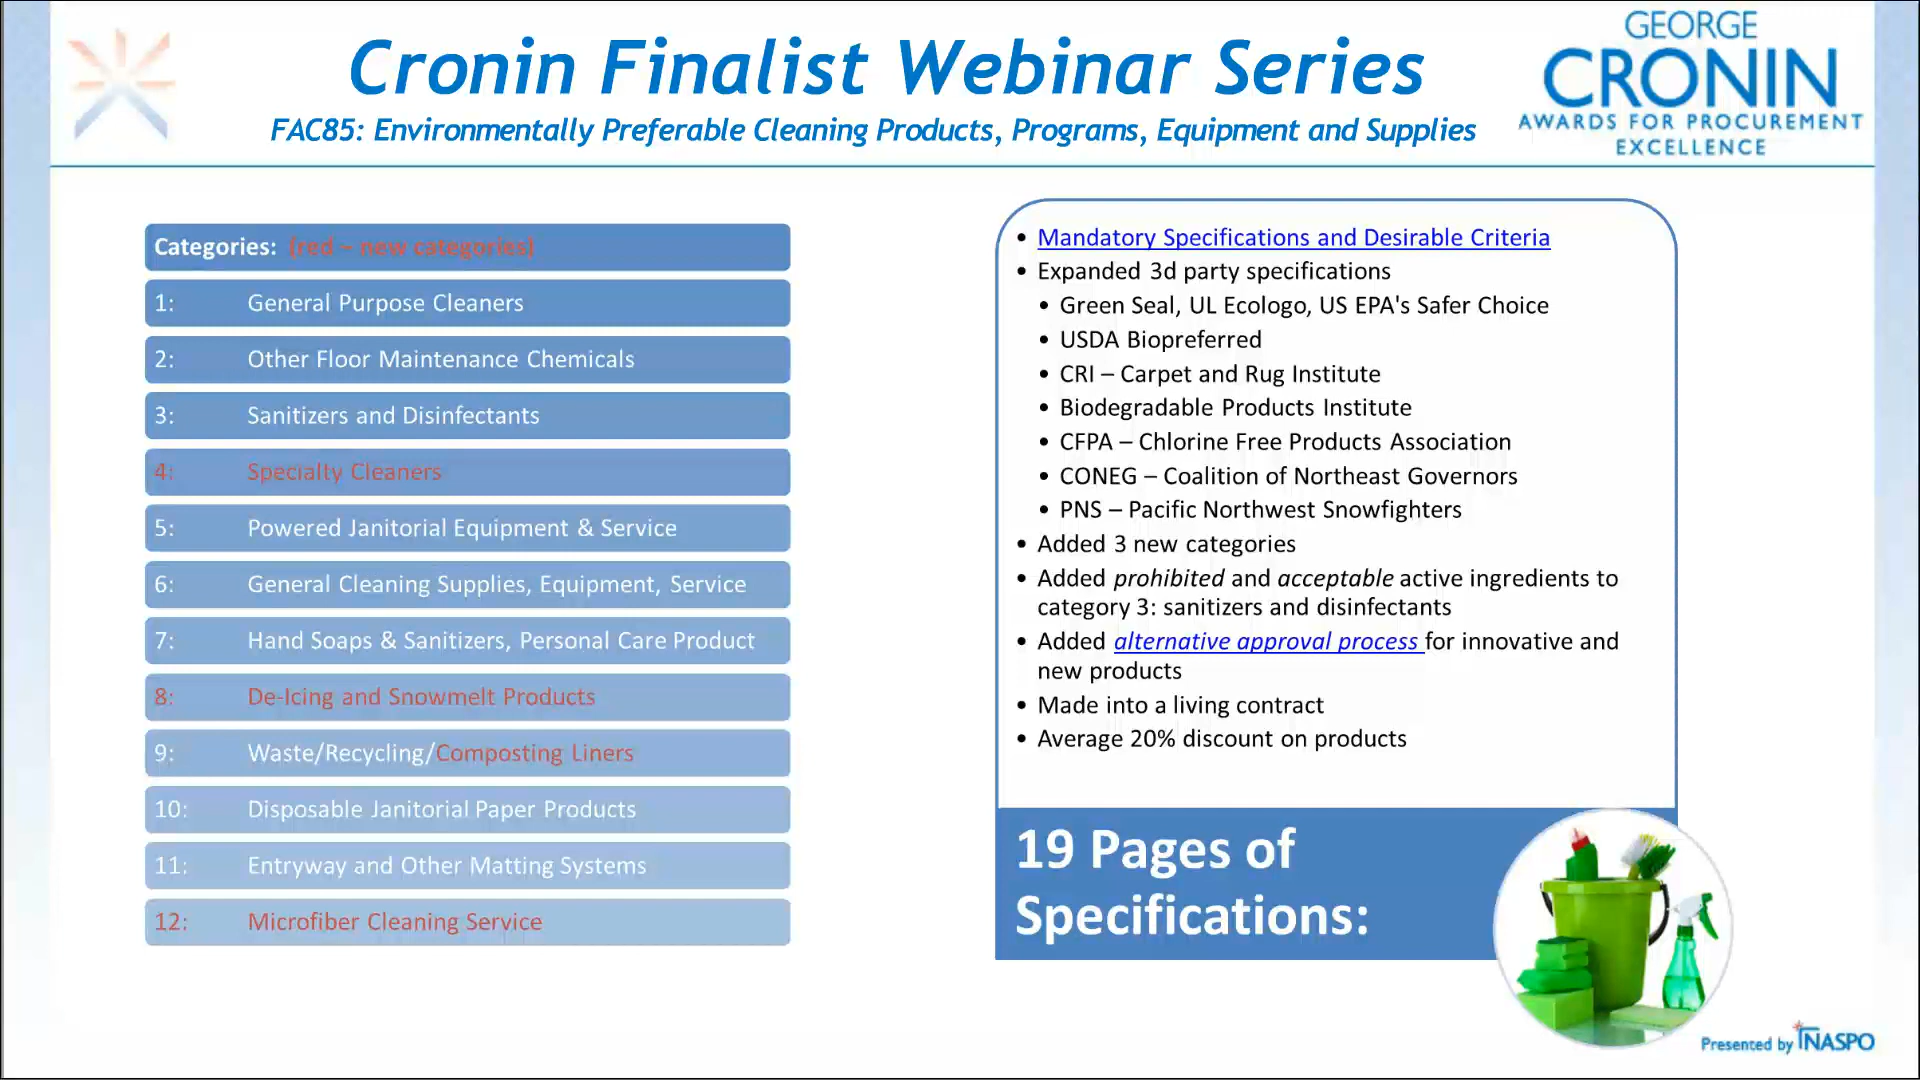 Cronin Finalist Webinar Series
FAC85: Environmentally Preferable Cleaning Products, Programs, Equipment and Supplies
GEORGE
CRONIN
AWARDS FOR PROCUREMENT
EXCELLENCE
Categories: (red – new categories)
1: General Purpose Cleaners
2: Other Floor Maintenance Chemicals
3: Sanitizers and Disinfectants
4: Specialty Cleaners
5: Powered Janitorial Equipment & Service
6: General Cleaning Supplies, Equipment, Service
7: Hand Soaps & Sanitizers, Personal Care Product
8: De-Icing and Snowmelt Products
9: Waste/Recycling/Composting Liners
10: Disposable Janitorial Paper Products
11: Entryway and Other Matting Systems
12: Microfiber Cleaning Service
• Mandatory Specifications and Desirable Criteria
• Expanded 3d party specifications
• Green Seal, UL Ecologo, US EPA's Safer Choice
• USDA Biopreferred
• CRI – Carpet and Rug Institute
• Biodegradable Products Institute
• CFPA – Chlorine Free Products Association
• CONEG – Coalition of Northeast Governors
• PNS – Pacific Northwest Snowfighters
• Added 3 new categories
• Added prohibited and acceptable active ingredients to
category 3: sanitizers and disinfectants
• Added alternative approval process for innovative and
new products
• Made into a living contract
• Average 20% discount on products
19 Pages of
Specifications:
Presented by NASPO